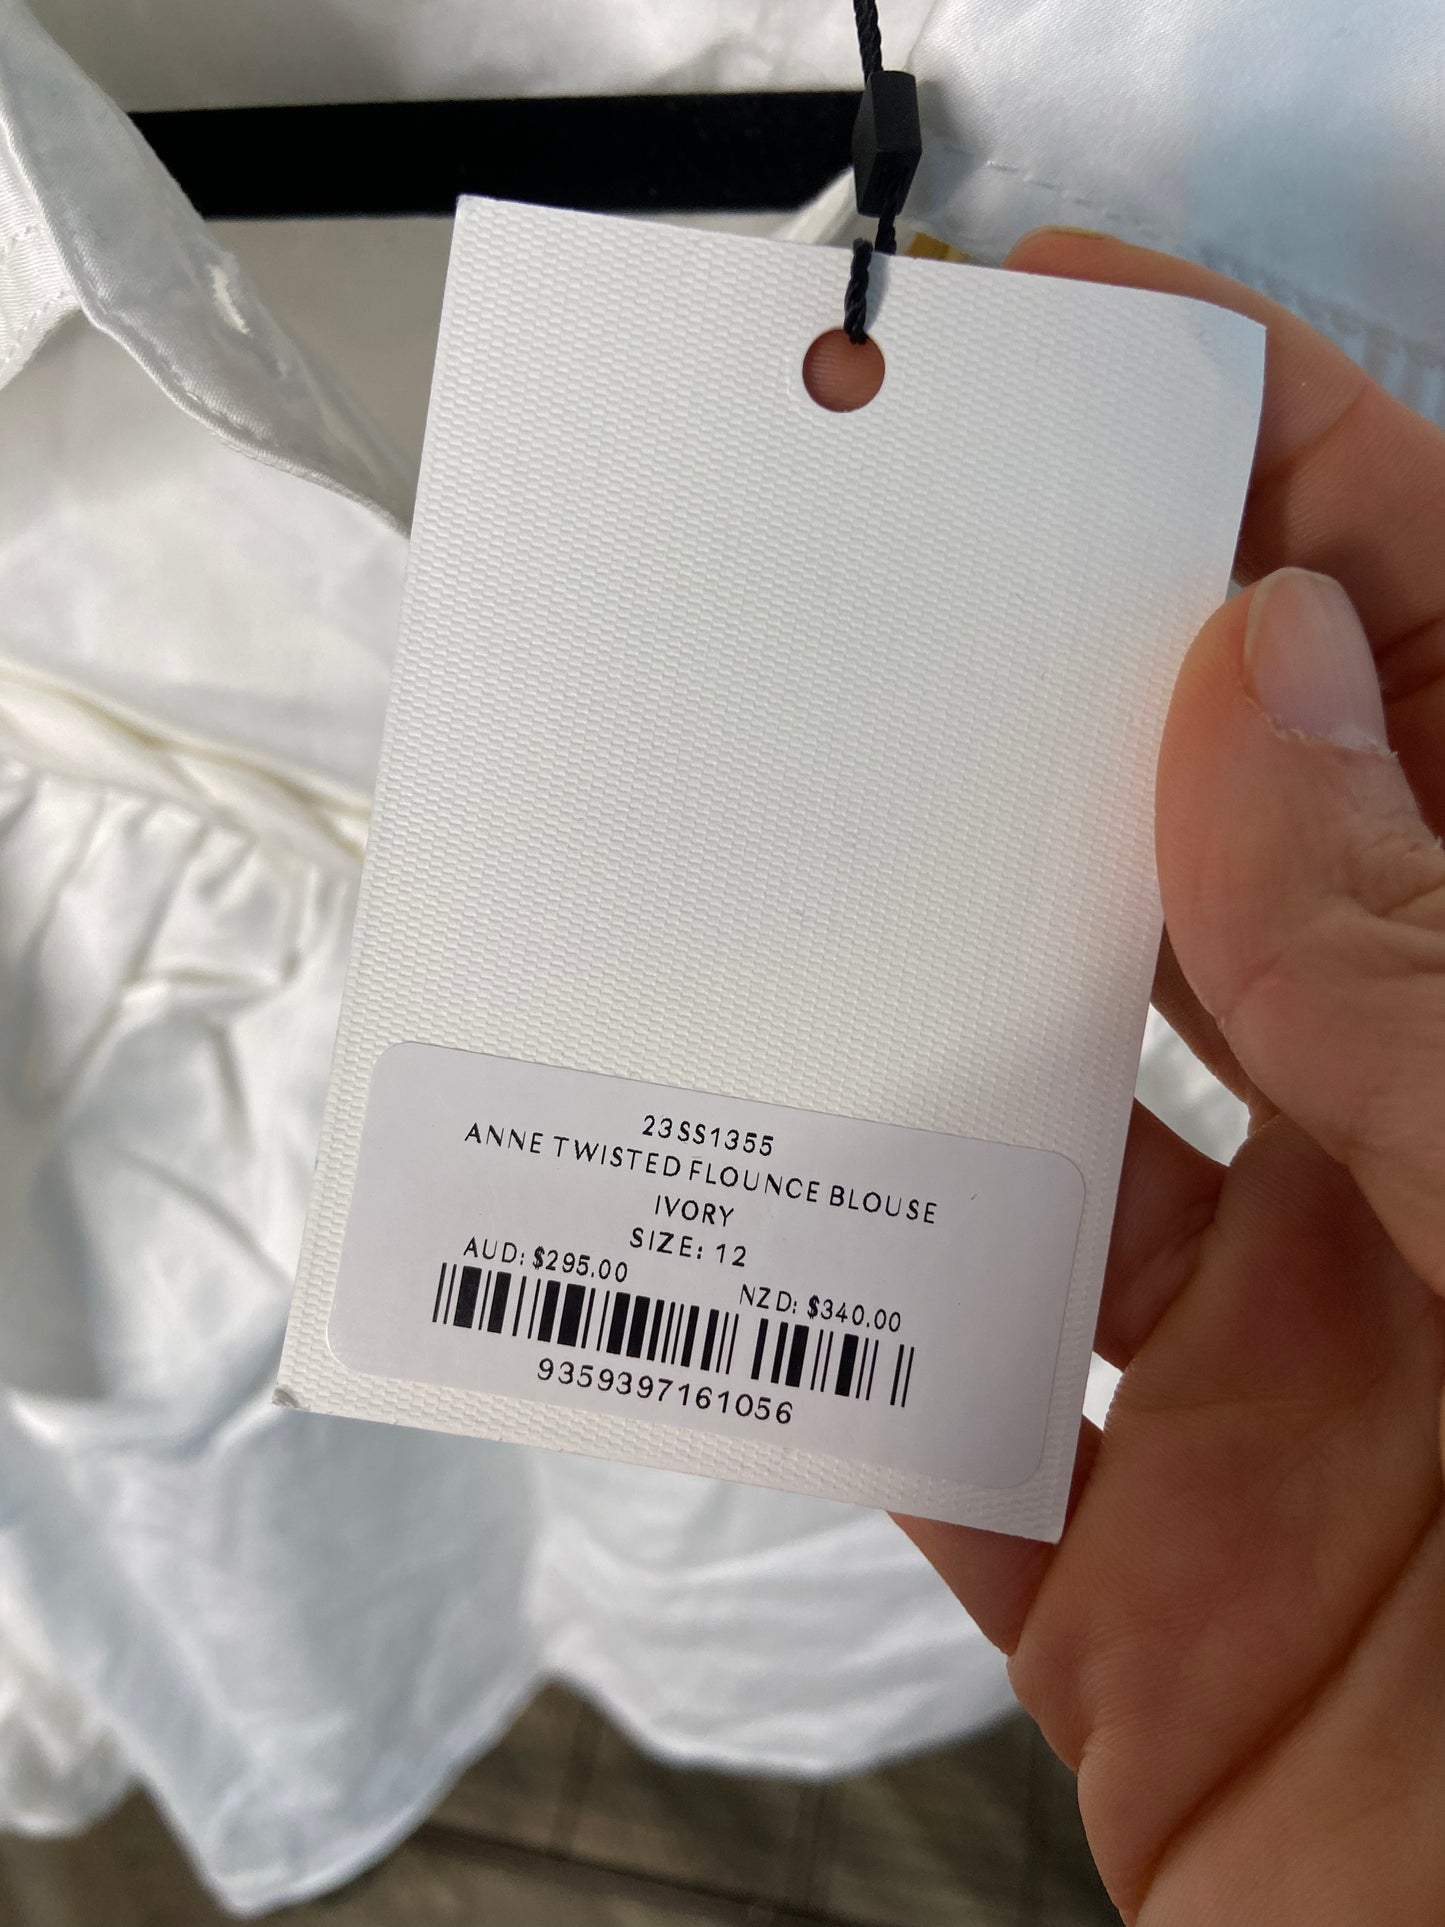 23SS1355
ANNE TWISTED FLOUNCE BLOUSE
IVORY
SIZE: 12
AUD: $295.00 NZD: $340.00
9359397161056